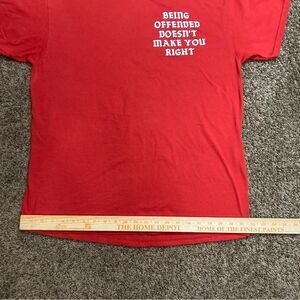 BEING
OFFENDED
DOESN'T
MAKE YOU
RIGHT
THE HOME DEPOT
HOME OF THE FINEST PAINTS